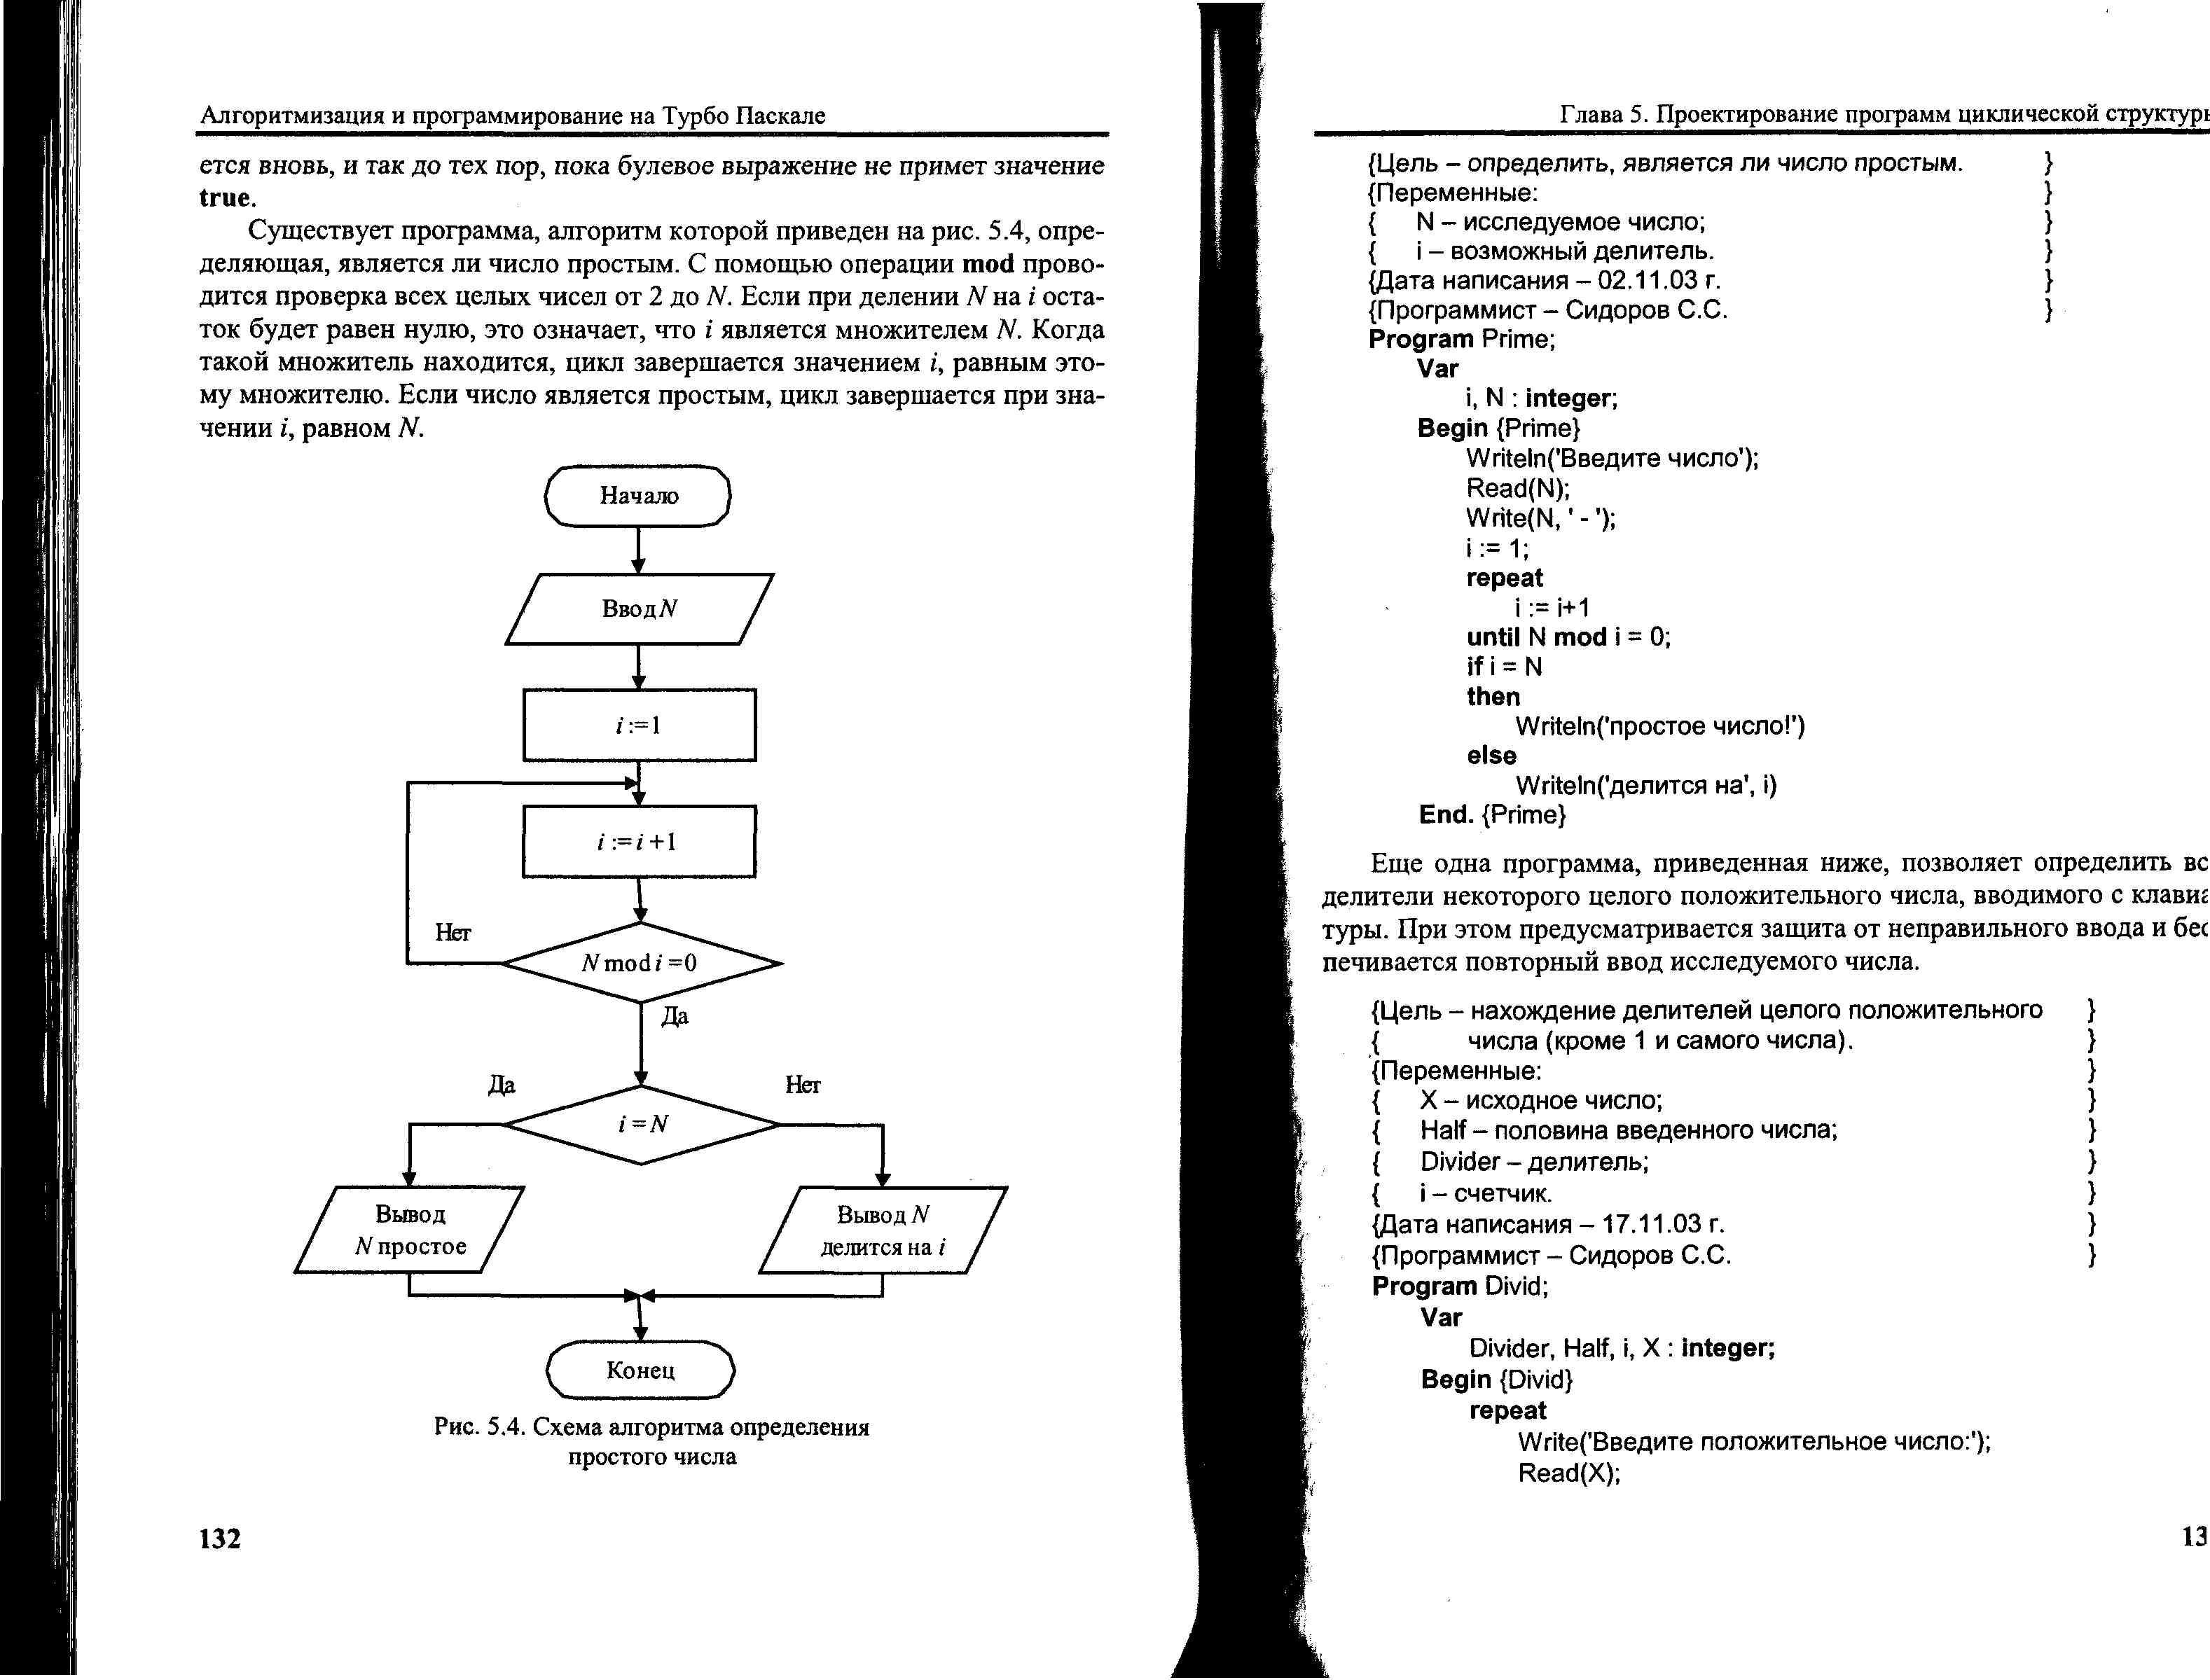 Алгоритмизация и программирование на Турбо Паскале
ется вновь, и так до тех пор, пока булевое выражение не примет значение
true.
Существует программа, алгоритм которой приведен на рис. 5.4, опре-
деляющая, является ли число простым. С помощью операции mod прово-
дится проверка всех целых чисел от 2 до N. Если при делении N на i оста-
ток будет равен нулю, это означает, что i является множителем N. Когда
такой множитель находится, цикл завершается значением i, равным это-
му множителю. Если число является простым, цикл завершается при зна-
чении i, равном N.
Начало
Ввод N
i :=1
i := i +1
Нет
N mod i =0
Да
Да
Нет
i = N
Вывод
N простое
Вывод N
делится на i
Конец
Рис. 5.4. Схема алгоритма определения
простого числа
132
Глава 5. Проектирование программ циклической
{Цель – определить, является ли число простым. }
{Переменные: }
{ N – исследуемое число; }
{ i – возможный делитель. }
{Дата написания – 02.11.03 г. }
{Программист – Сидоров С.С. }
Program Prime;
Var
i, N : integer;
Begin {Prime}
Writeln('Введите число');
Read(N);
Write(N, ' - ');
i := 1;
repeat
i := i+1
until N mod i = 0;
if i = N
then
Writeln('простое число!')
else
Writeln('делится на', i)
End. {Prime}
Еще одна программа, приведенная ниже, позволяет определить
делители некоторого целого положительного числа, вводимого с
туры. При этом предусматривается защита от неправильного ввода и
печивается повторный ввод исследуемого числа.
{Цель – нахождение делителей целого положительного }
{ числа (кроме 1 и самого числа). }
{Переменные: }
{ X – исходное число; }
{ Half – половина введенного числа; }
{ Divider – делитель; }
{ i – счетчик. }
{Дата написания – 17.11.03 г. }
{Программист – Сидоров С.С. }
Program Divid;
Var
Divider, Half, i, X : integer;
Begin {Divid}
repeat
Write('Введите положительное число:');
Read(X);